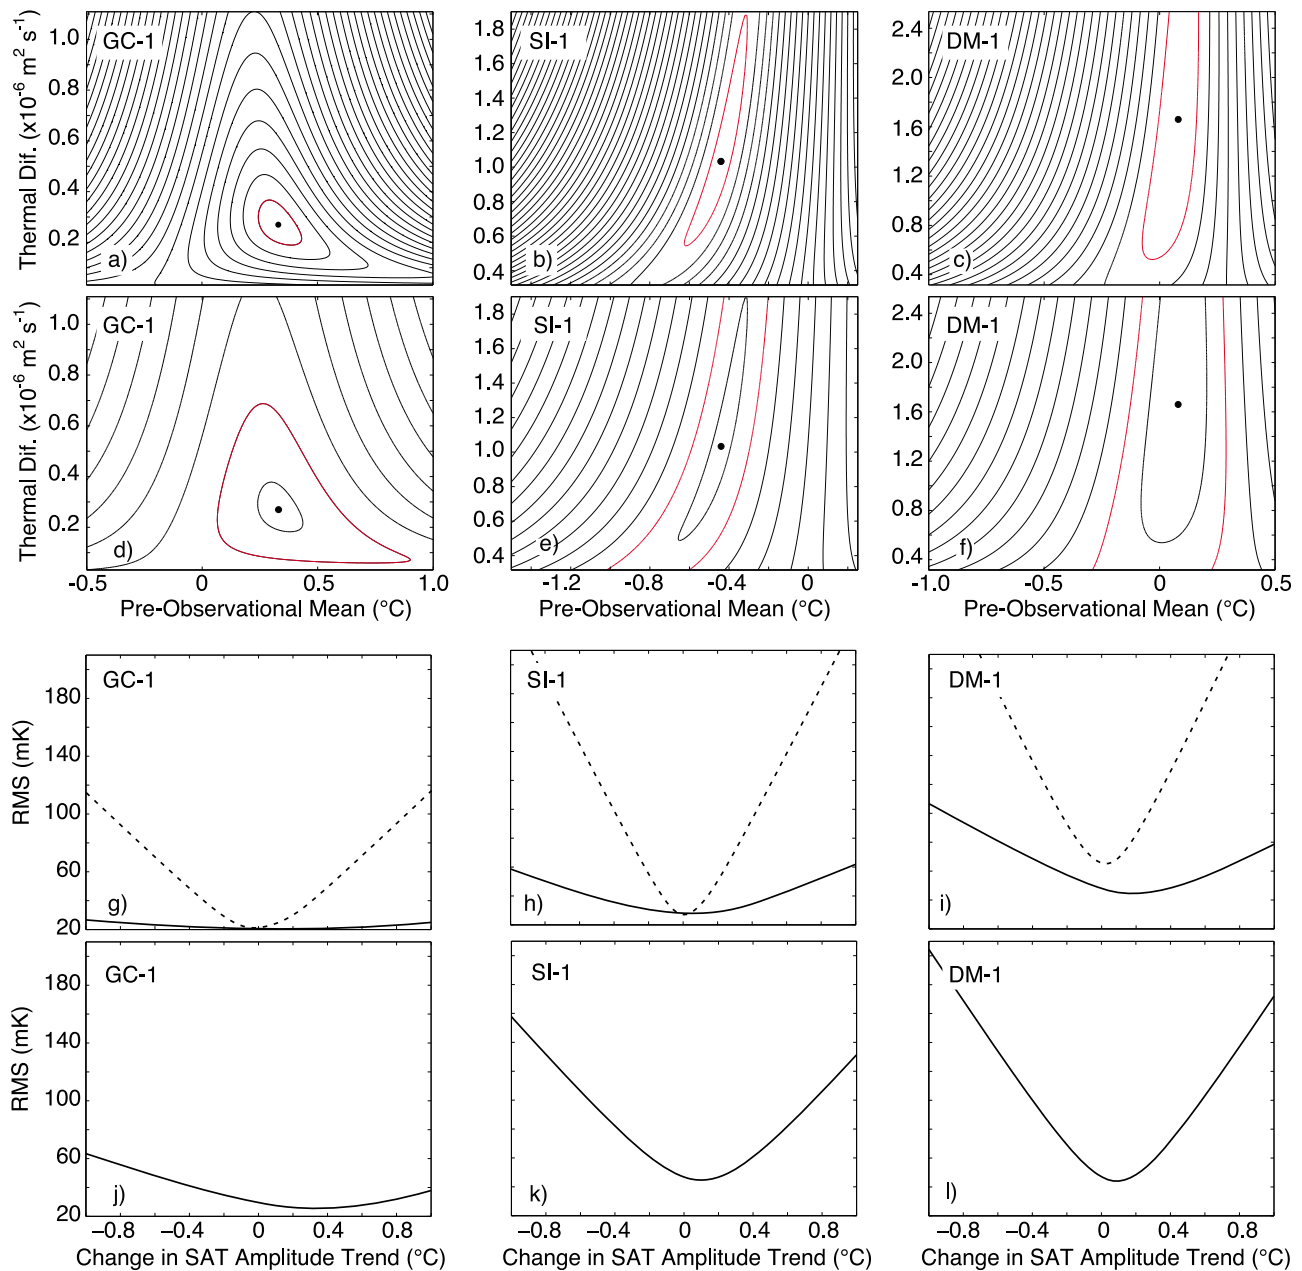 GC-1 SI-1 DM-1
Thermal Dif. (x10⁻⁶ m² s⁻¹)
1.0 0.8 0.6 0.4 0.2
1.8 1.6 1.4 1.2 1.0 0.8 0.6 0.4
2.4 2.0 1.6 1.2 0.8 0.4
a) b) c)
GC-1 SI-1 DM-1
Thermal Dif. (x10⁻⁶ m² s⁻¹)
1.0 0.8 0.6 0.4 0.2
1.8 1.6 1.4 1.2 1.0 0.8 0.6 0.4
2.4 2.0 1.6 1.2 0.8 0.4
d) e) f)
-0.5 0 0.5 1.0 -1.2 -0.8 -0.4 0 -1.0 -0.5 0 0.5
Pre-Observational Mean (°C) Pre-Observational Mean (°C) Pre-Observational Mean (°C)
GC-1 SI-1 DM-1
RMS (mK)
180 140 100 60 20
g) h) i)
GC-1 SI-1 DM-1
RMS (mK)
180 140 100 60 20
j) k) l)
–0.8 –0.4 0 0.4 0.8 –0.8 –0.4 0 0.4 0.8 –0.8 –0.4 0 0.4 0.8
Change in SAT Amplitude Trend (°C) Change in SAT Amplitude Trend (°C) Change in SAT Amplitude Trend (°C)